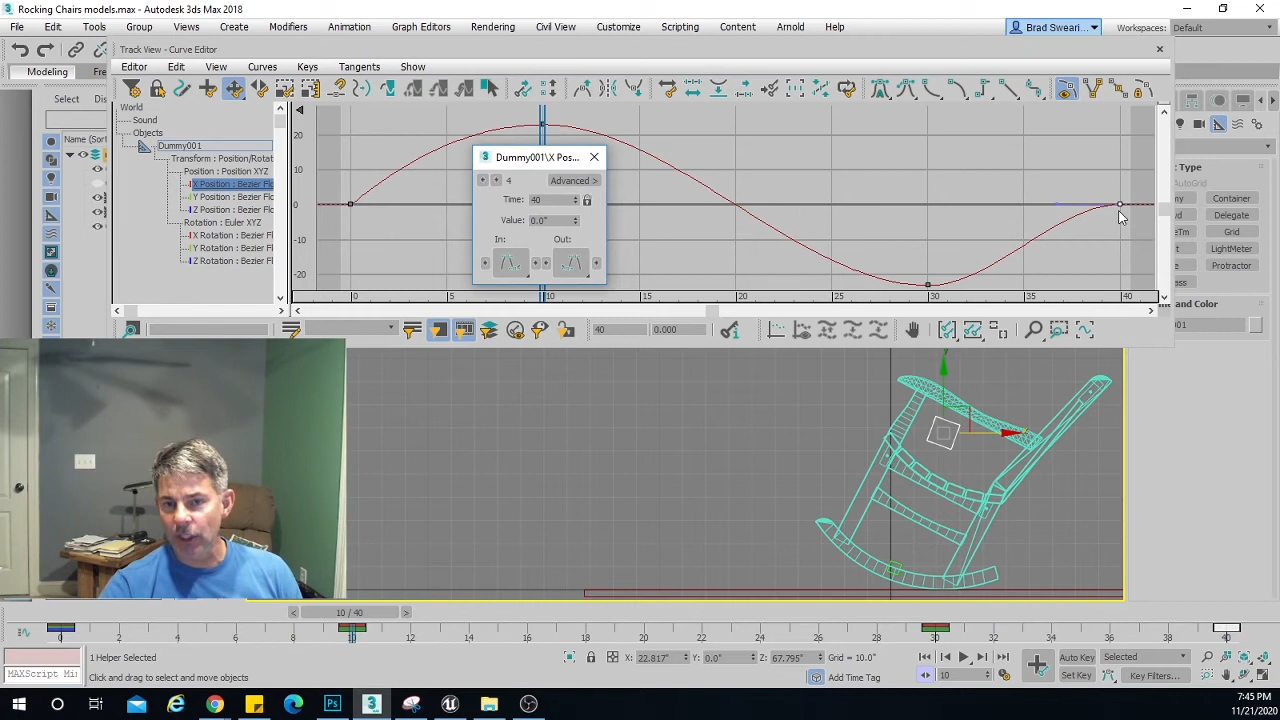 Rocking Chairs models.max - Autodesk 3ds Max 2018
File Edit Tools Group Views Create Modifiers Animation Graph Editors Rendering Civil View Customize Scripting Content Arnold Help Brad Sweari... Workspaces: Default
Track View - Curve Editor
Modeling Fre
Editor Edit View Curves Keys Tangents Show
Select Dis
Name (Sort
World
Sound
Objects
Dummy001
Transform : Position/Rotat
Position : Position XYZ
X Position : Bezier Flo
Y Position : Bezier Flo
Z Position : Bezier Flo
Rotation : Euler XYZ
X Rotation : Bezier Fl
Y Rotation : Bezier Fl
Z Rotation : Bezier Fl
20
10
0
-10
-20
0 5 10 15 20 25 30 35 40
3 Dummy001\X Pos...
4 Advanced >
Time: 40
Value: 0.0"
In: Out:
40 0.000
ct Type
AutoGrid
Container
Delegate
eTm Grid
LightMeter
Protractor
e and Color
001
10 / 40
0 2 4 6 8 10 12 14 16 18 20 22 24 26 28 30 32 34 36 38 40
1 Helper Selected
X: 22.817" Y: 0.0" Z: 67.795" Grid = 10.0"
Auto Key Selected
MAXScript Mi
Click and drag to select and move objects
Add Time Tag
10
Set Key Key Filters...
7:45 PM
11/21/2020